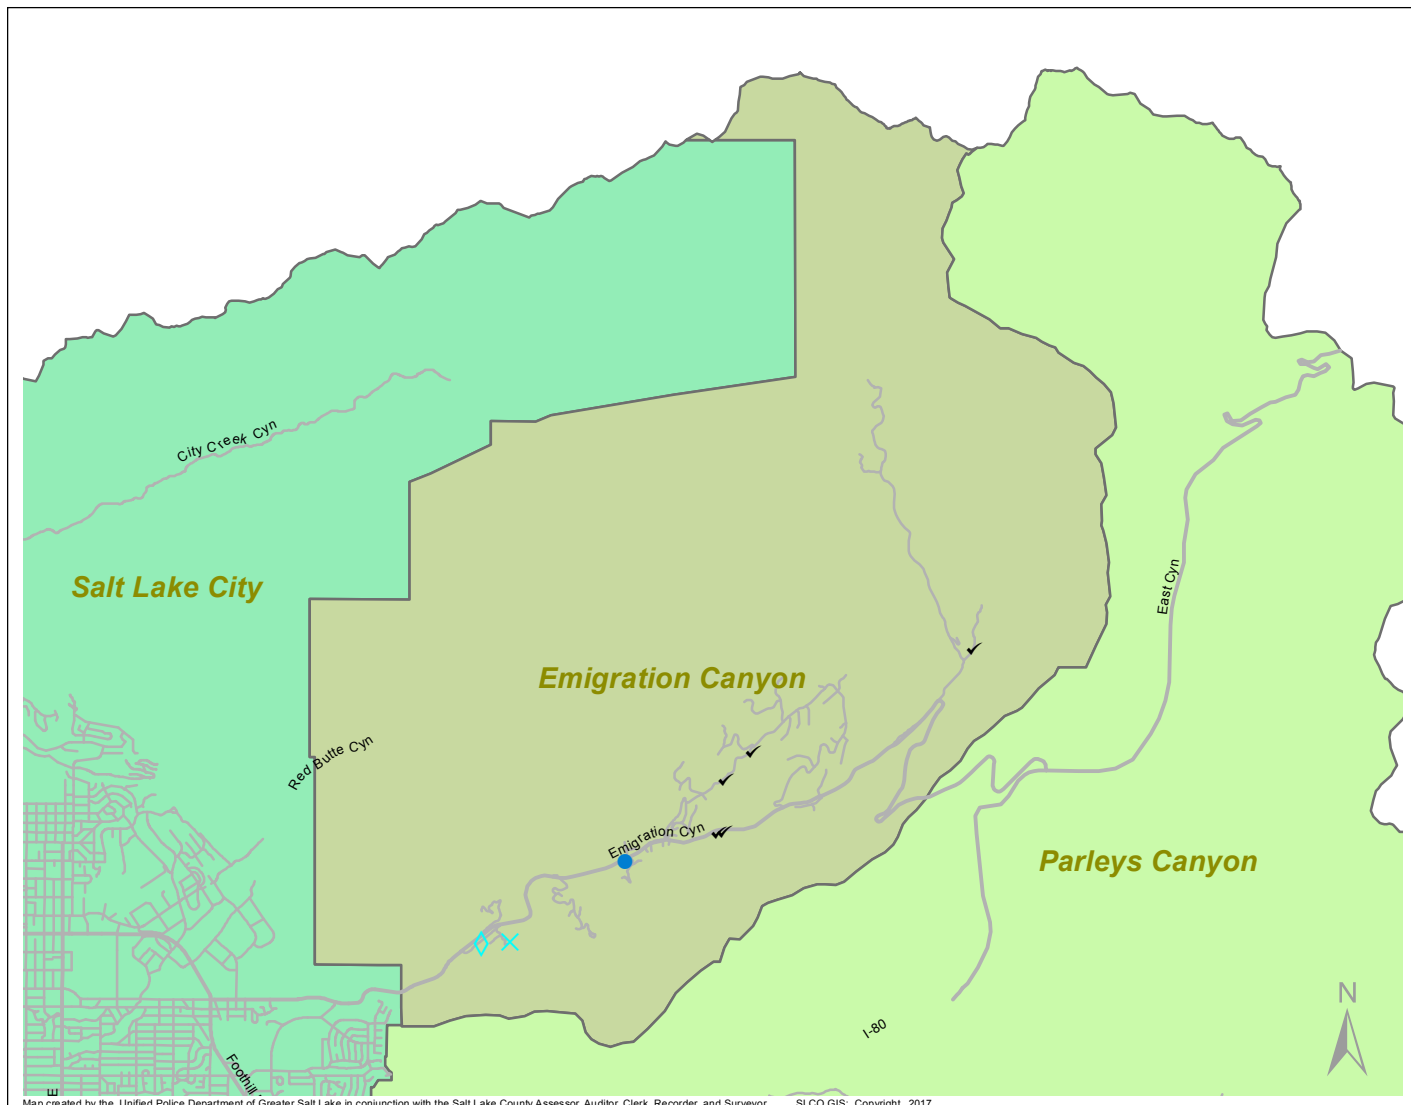 City Creek Cyn
Salt Lake City
East Cyn
Emigration Canyon
Red Butte Cyn
Emigration Cyn
Parleys Canyon
N
I-80
Foothill
E
Map created by the Unified Police Department of Greater Salt Lake in conjunction with the Salt Lake County Assessor, Auditor, Clerk, Recorder, and Surveyor. SLCO GIS: Copyright 2017